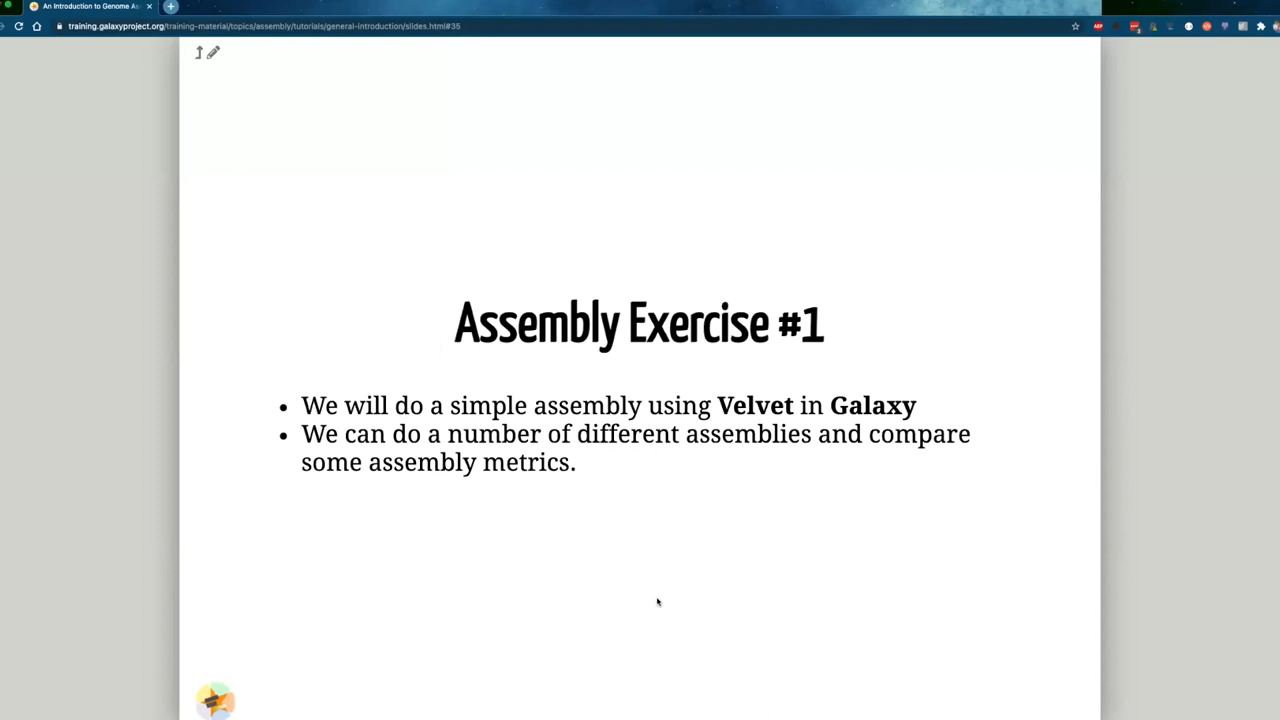 An Introduction to Genome As
training.galaxyproject.org/training-material/topics/assembly/tutorials/general-introduction/slides.html#35
Assembly Exercise #1
• We will do a simple assembly using Velvet in Galaxy
• We can do a number of different assemblies and compare
some assembly metrics.